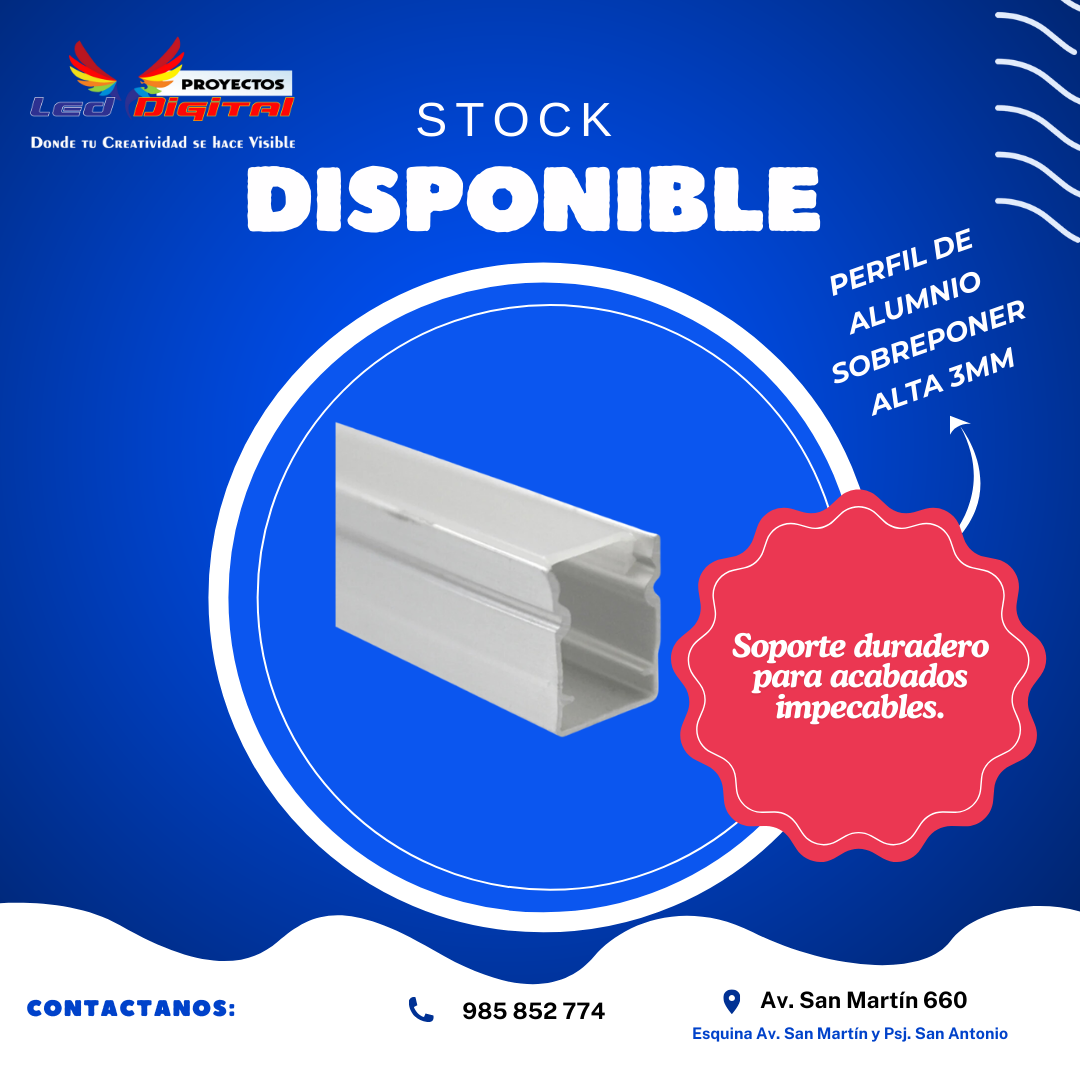 PROYECTOS
Led Digital
Donde tu Creatividad se hace Visible
STOCK
DISPONIBLE
PERFIL DE
ALUMNIO
SOBREPONER
ALTA 3MM
Soporte duradero
para acabados
impecables.
CONTACTANOS:
985 852 774
Av. San Martín 660
Esquina Av. San Martín y Psj. San Antonio